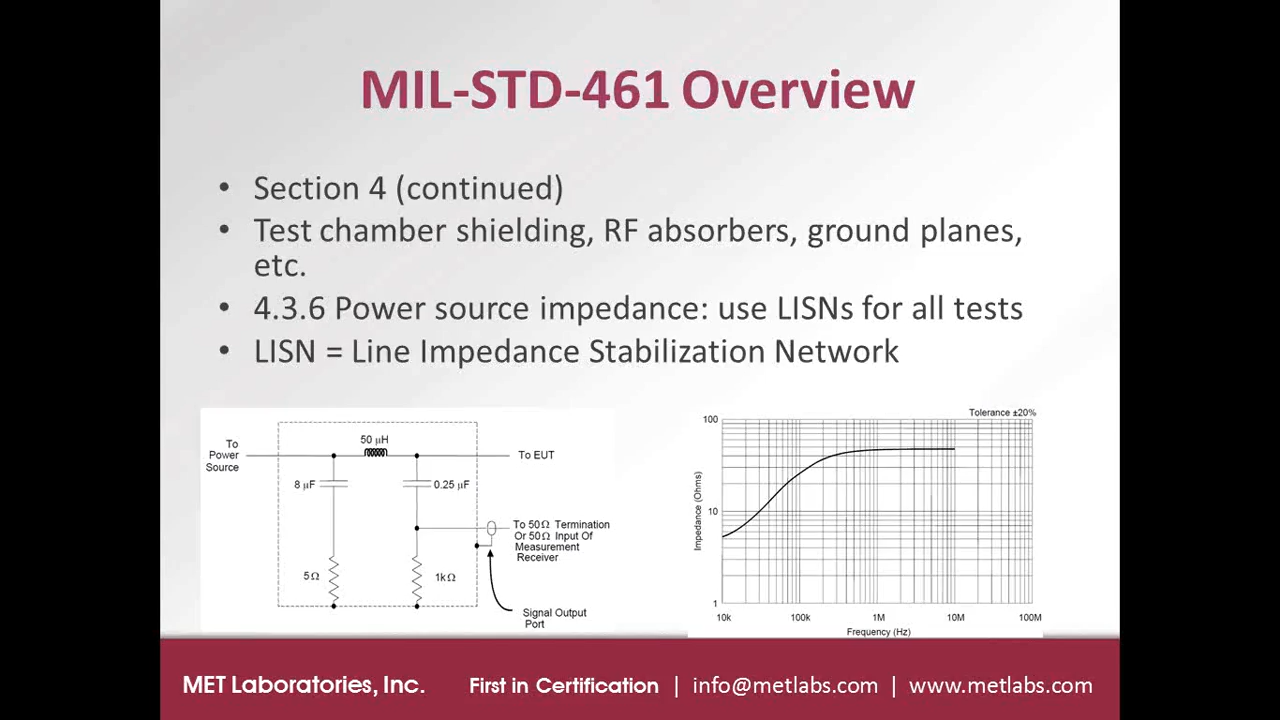 MIL-STD-461 Overview
• Section 4 (continued)
• Test chamber shielding, RF absorbers, ground planes,
etc.
• 4.3.6 Power source impedance: use LISNs for all tests
• LISN = Line Impedance Stabilization Network
To
Power
Source
50 μH
To EUT
8 μF
0.25 μF
To 50Ω Termination
Or 50Ω Input Of
Measurement
Receiver
5Ω
1kΩ
Signal Output
Port
Tolerance ±20%
100
10
1
Impedance (Ohms)
10k
100k
1M
10M
100M
Frequency (Hz)
MET Laboratories, Inc. First in Certification | info@metlabs.com | www.metlabs.com